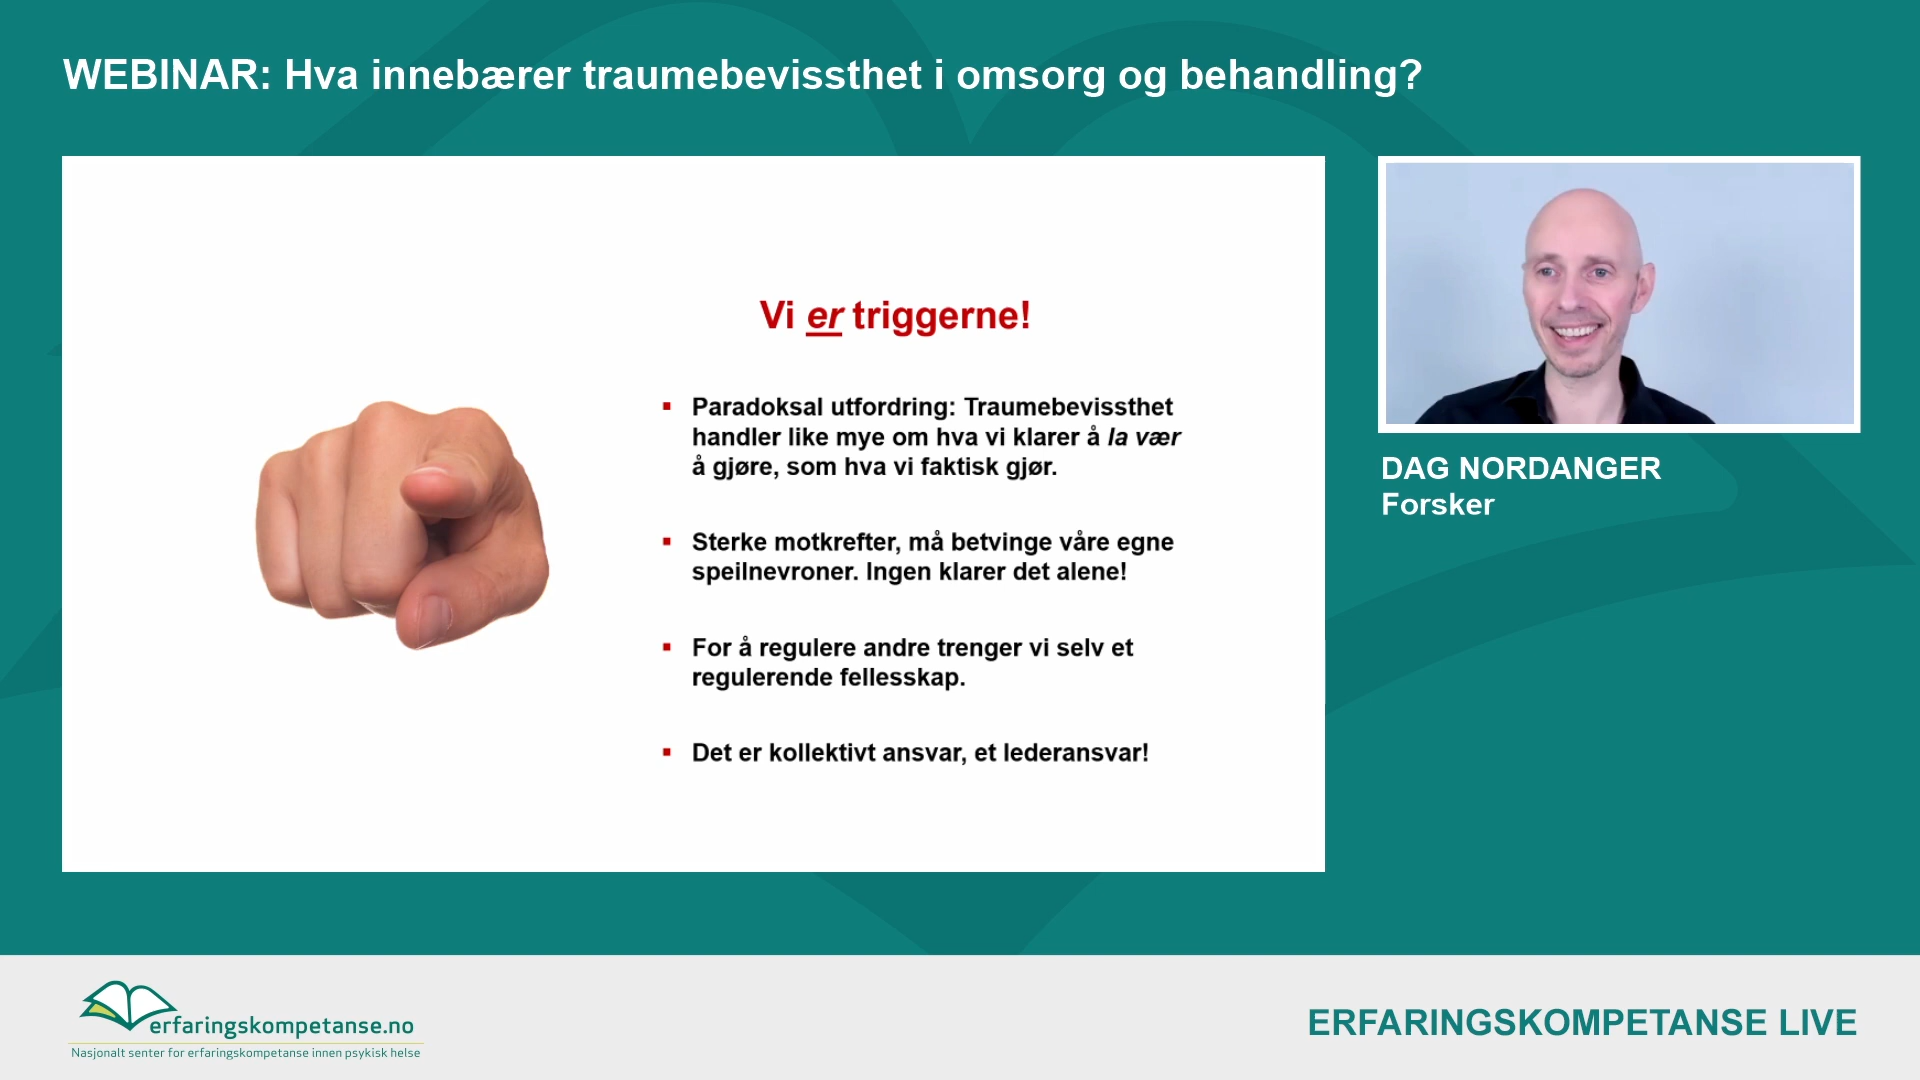 WEBINAR: Hva innebærer traumebevissthet i omsorg og behandling?
Vi er triggerne!
▪ Paradoksal utfordring: Traumebevissthet
handler like mye om hva vi klarer å la vær
å gjøre, som hva vi faktisk gjør.
▪ Sterke motkrefter, må betvinge våre egne
speilnevroner. Ingen klarer det alene!
▪ For å regulere andre trenger vi selv et
regulerende fellesskap.
▪ Det er kollektivt ansvar, et lederansvar!
DAG NORDANGER
Forsker
erfaringskompetanse.no
Nasjonalt senter for erfaringskompetanse innen psykisk helse
ERFARINGSKOMPETANSE LIVE